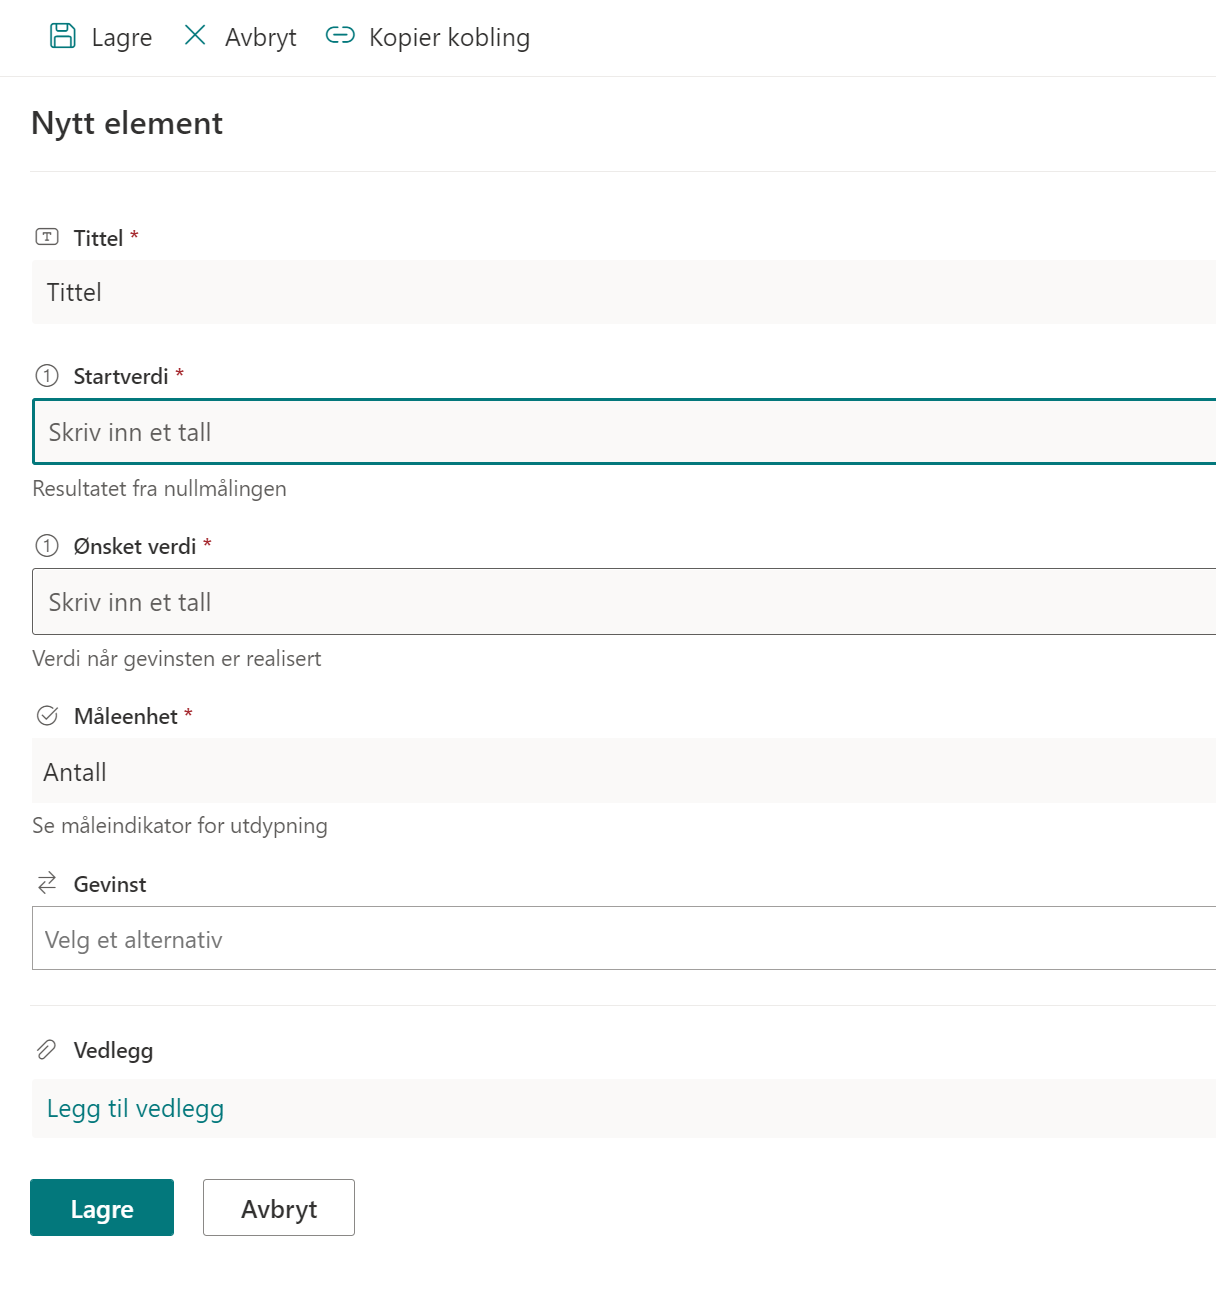 Lagre Avbryt Kopier kobling
Nytt element
Tittel *
Tittel
Startverdi *
Skriv inn et tall
Resultatet fra nullmålingen
Ønsket verdi *
Skriv inn et tall
Verdi når gevinsten er realisert
Måleenhet *
Antall
Se måleindikator for utdypning
Gevinst
Velg et alternativ
Vedlegg
Legg til vedlegg
Lagre Avbryt